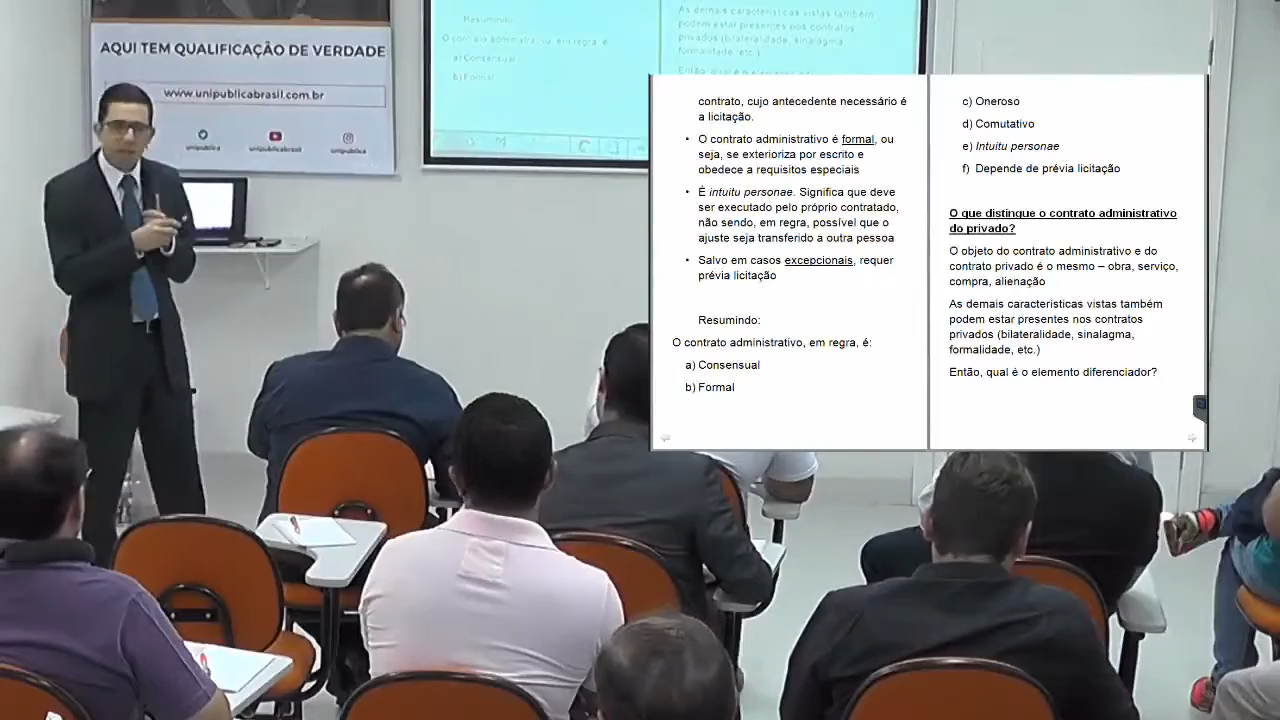 AQUI TEM QUALIFICAÇÃO DE VERDADE
www.unipublicabrasil.com.br
unipublica
unipublicabrasil
unipublica
Resumindo:
O contrato administrativo, em regra, é:
a) Consensual
b) Formal
As demais características vistas também
podem estar presentes nos contratos
privados (bilateralidade, sinalagma,
formalidade, etc.)
Então, qual é o elemento
contrato, cujo antecedente necessário é
a licitação.
• O contrato administrativo é formal, ou
seja, se exterioriza por escrito e
obedece a requisitos especiais
• É intuitu personae. Significa que deve
ser executado pelo próprio contratado,
não sendo, em regra, possível que o
ajuste seja transferido a outra pessoa
• Salvo em casos excepcionais, requer
prévia licitação
Resumindo:
O contrato administrativo, em regra, é:
a) Consensual
b) Formal
c) Oneroso
d) Comutativo
e) Intuitu personae
f) Depende de prévia licitação
O que distingue o contrato administrativo
do privado?
O objeto do contrato administrativo e do
contrato privado é o mesmo – obra, serviço,
compra, alienação
As demais características vistas também
podem estar presentes nos contratos
privados (bilateralidade, sinalagma,
formalidade, etc.)
Então, qual é o elemento diferenciador?